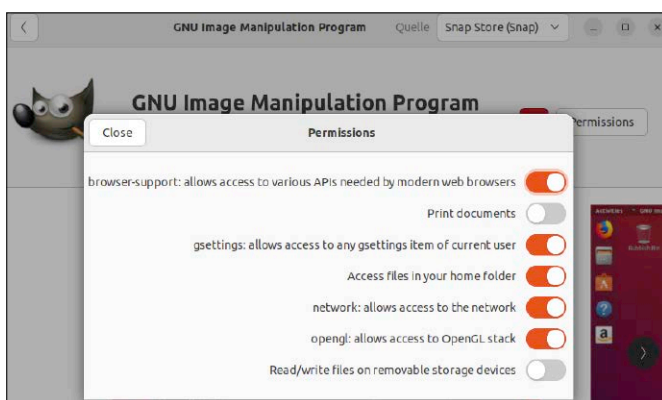 GNU Image Manipulation Program Quelle Snap Store (Snap)
GNU Image Manipulation Program
Permissions
Close Permissions
browser-support: allows access to various APIs needed by modern web browsers
Print documents
gsettings: allows access to any gsettings item of current user
Access files in your home folder
network: allows access to the network
opengl: allows access to OpenGL stack
Read/write files on removable storage devices